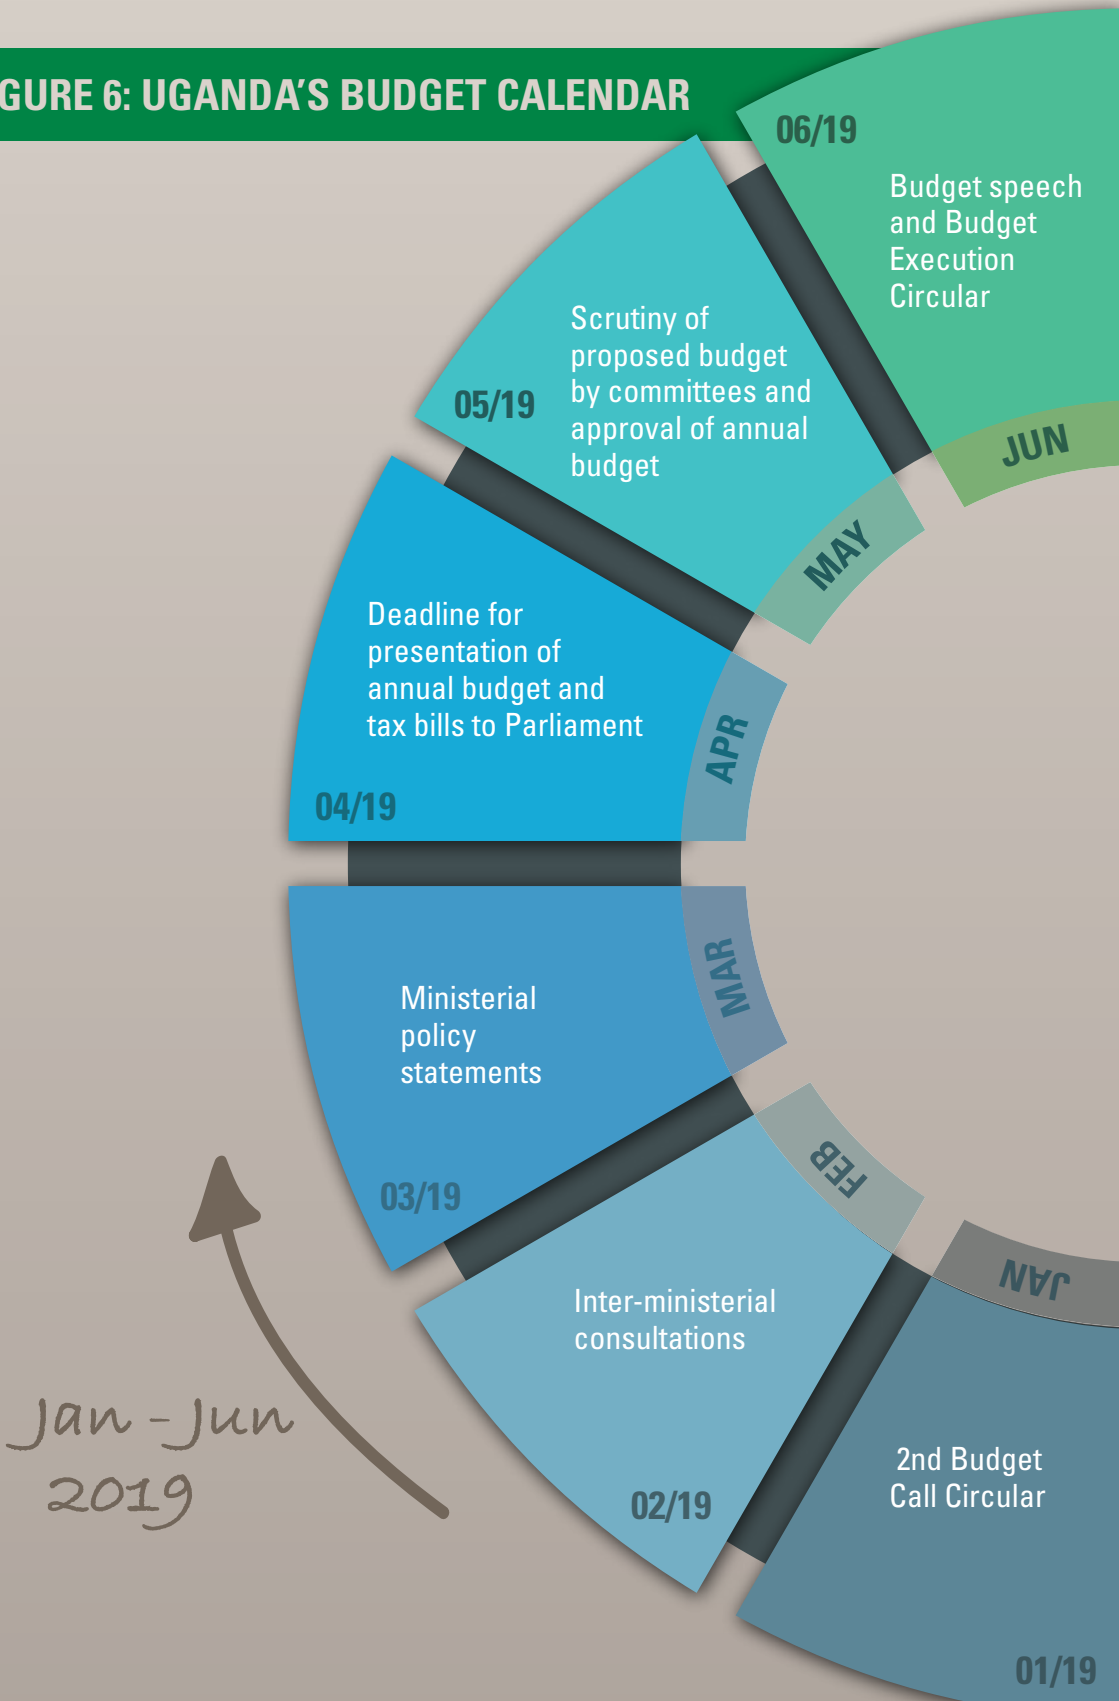 GURE 6: UGANDA'S BUDGET CALENDAR
06/19
Budget speech
and Budget
Execution
Circular
JUN
05/19
Scrutiny of
proposed budget
by committees and
approval of annual
budget
MAY
Deadline for
presentation of
annual budget and
tax bills to Parliament
04/19
APR
Ministerial
policy
statements
03/19
MAR
Inter-ministerial
consultations
02/19
FEB
2nd Budget
Call Circular
01/19
JAN
Jan - Jun
2019